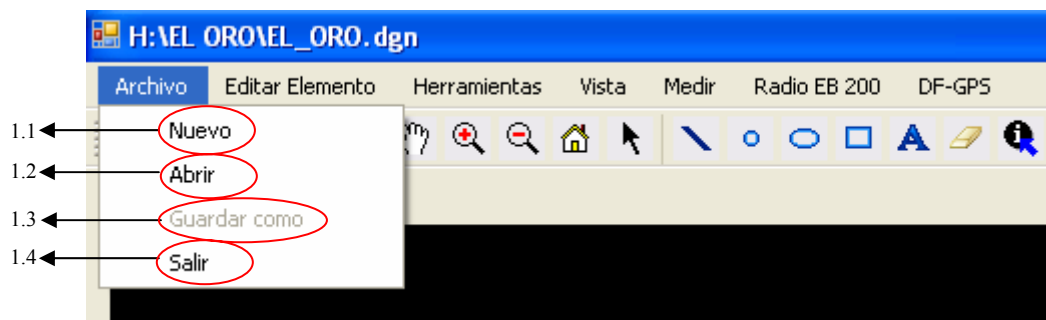 H:\EL ORO\EL_ORO.dgn
Archivo Editar Elemento Herramientas Vista Medir Radio EB 200 DF-GPS
1.1 Nuevo
1.2 Abrir
1.3 Guardar como
1.4 Salir